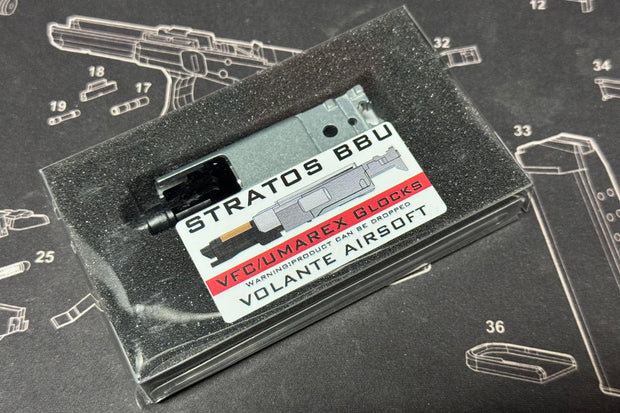 STRATOS BBU
VFC/UMAREX GLOCKS
WARNING:PRODUCT CAN BE DROPPED
VOLANTE AIRSOFT
12
32
34
18
19
17
33
25
36